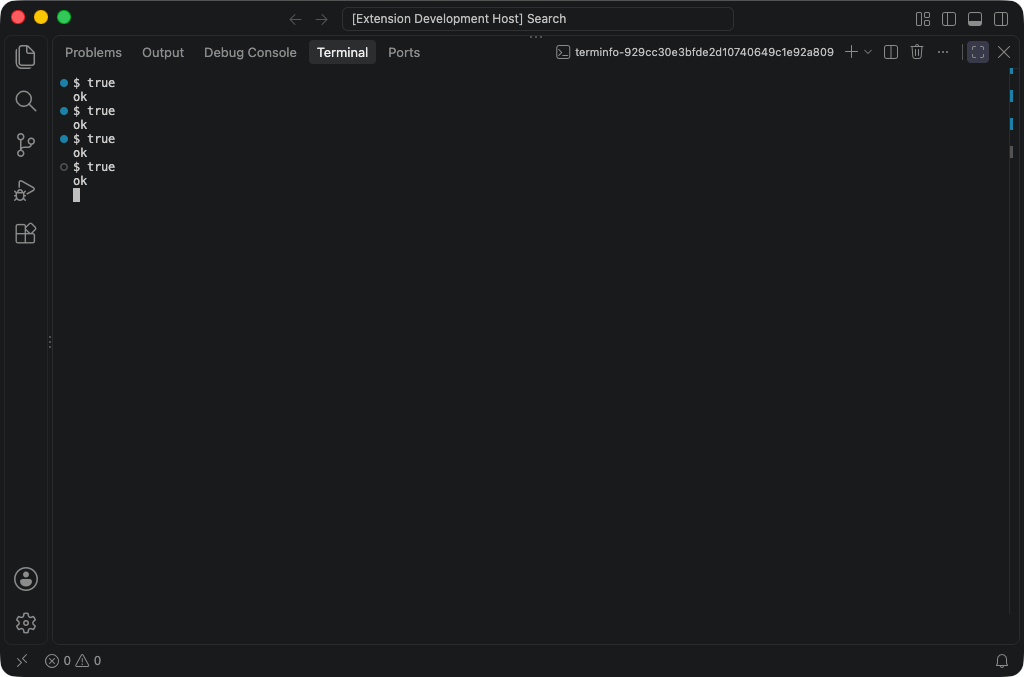 [Extension Development Host] Search
Problems Output Debug Console Terminal Ports terminfo-929cc30e3bfde2d10740649c1e92a809
$ true
ok
$ true
ok
$ true
ok
$ true
ok
0 0